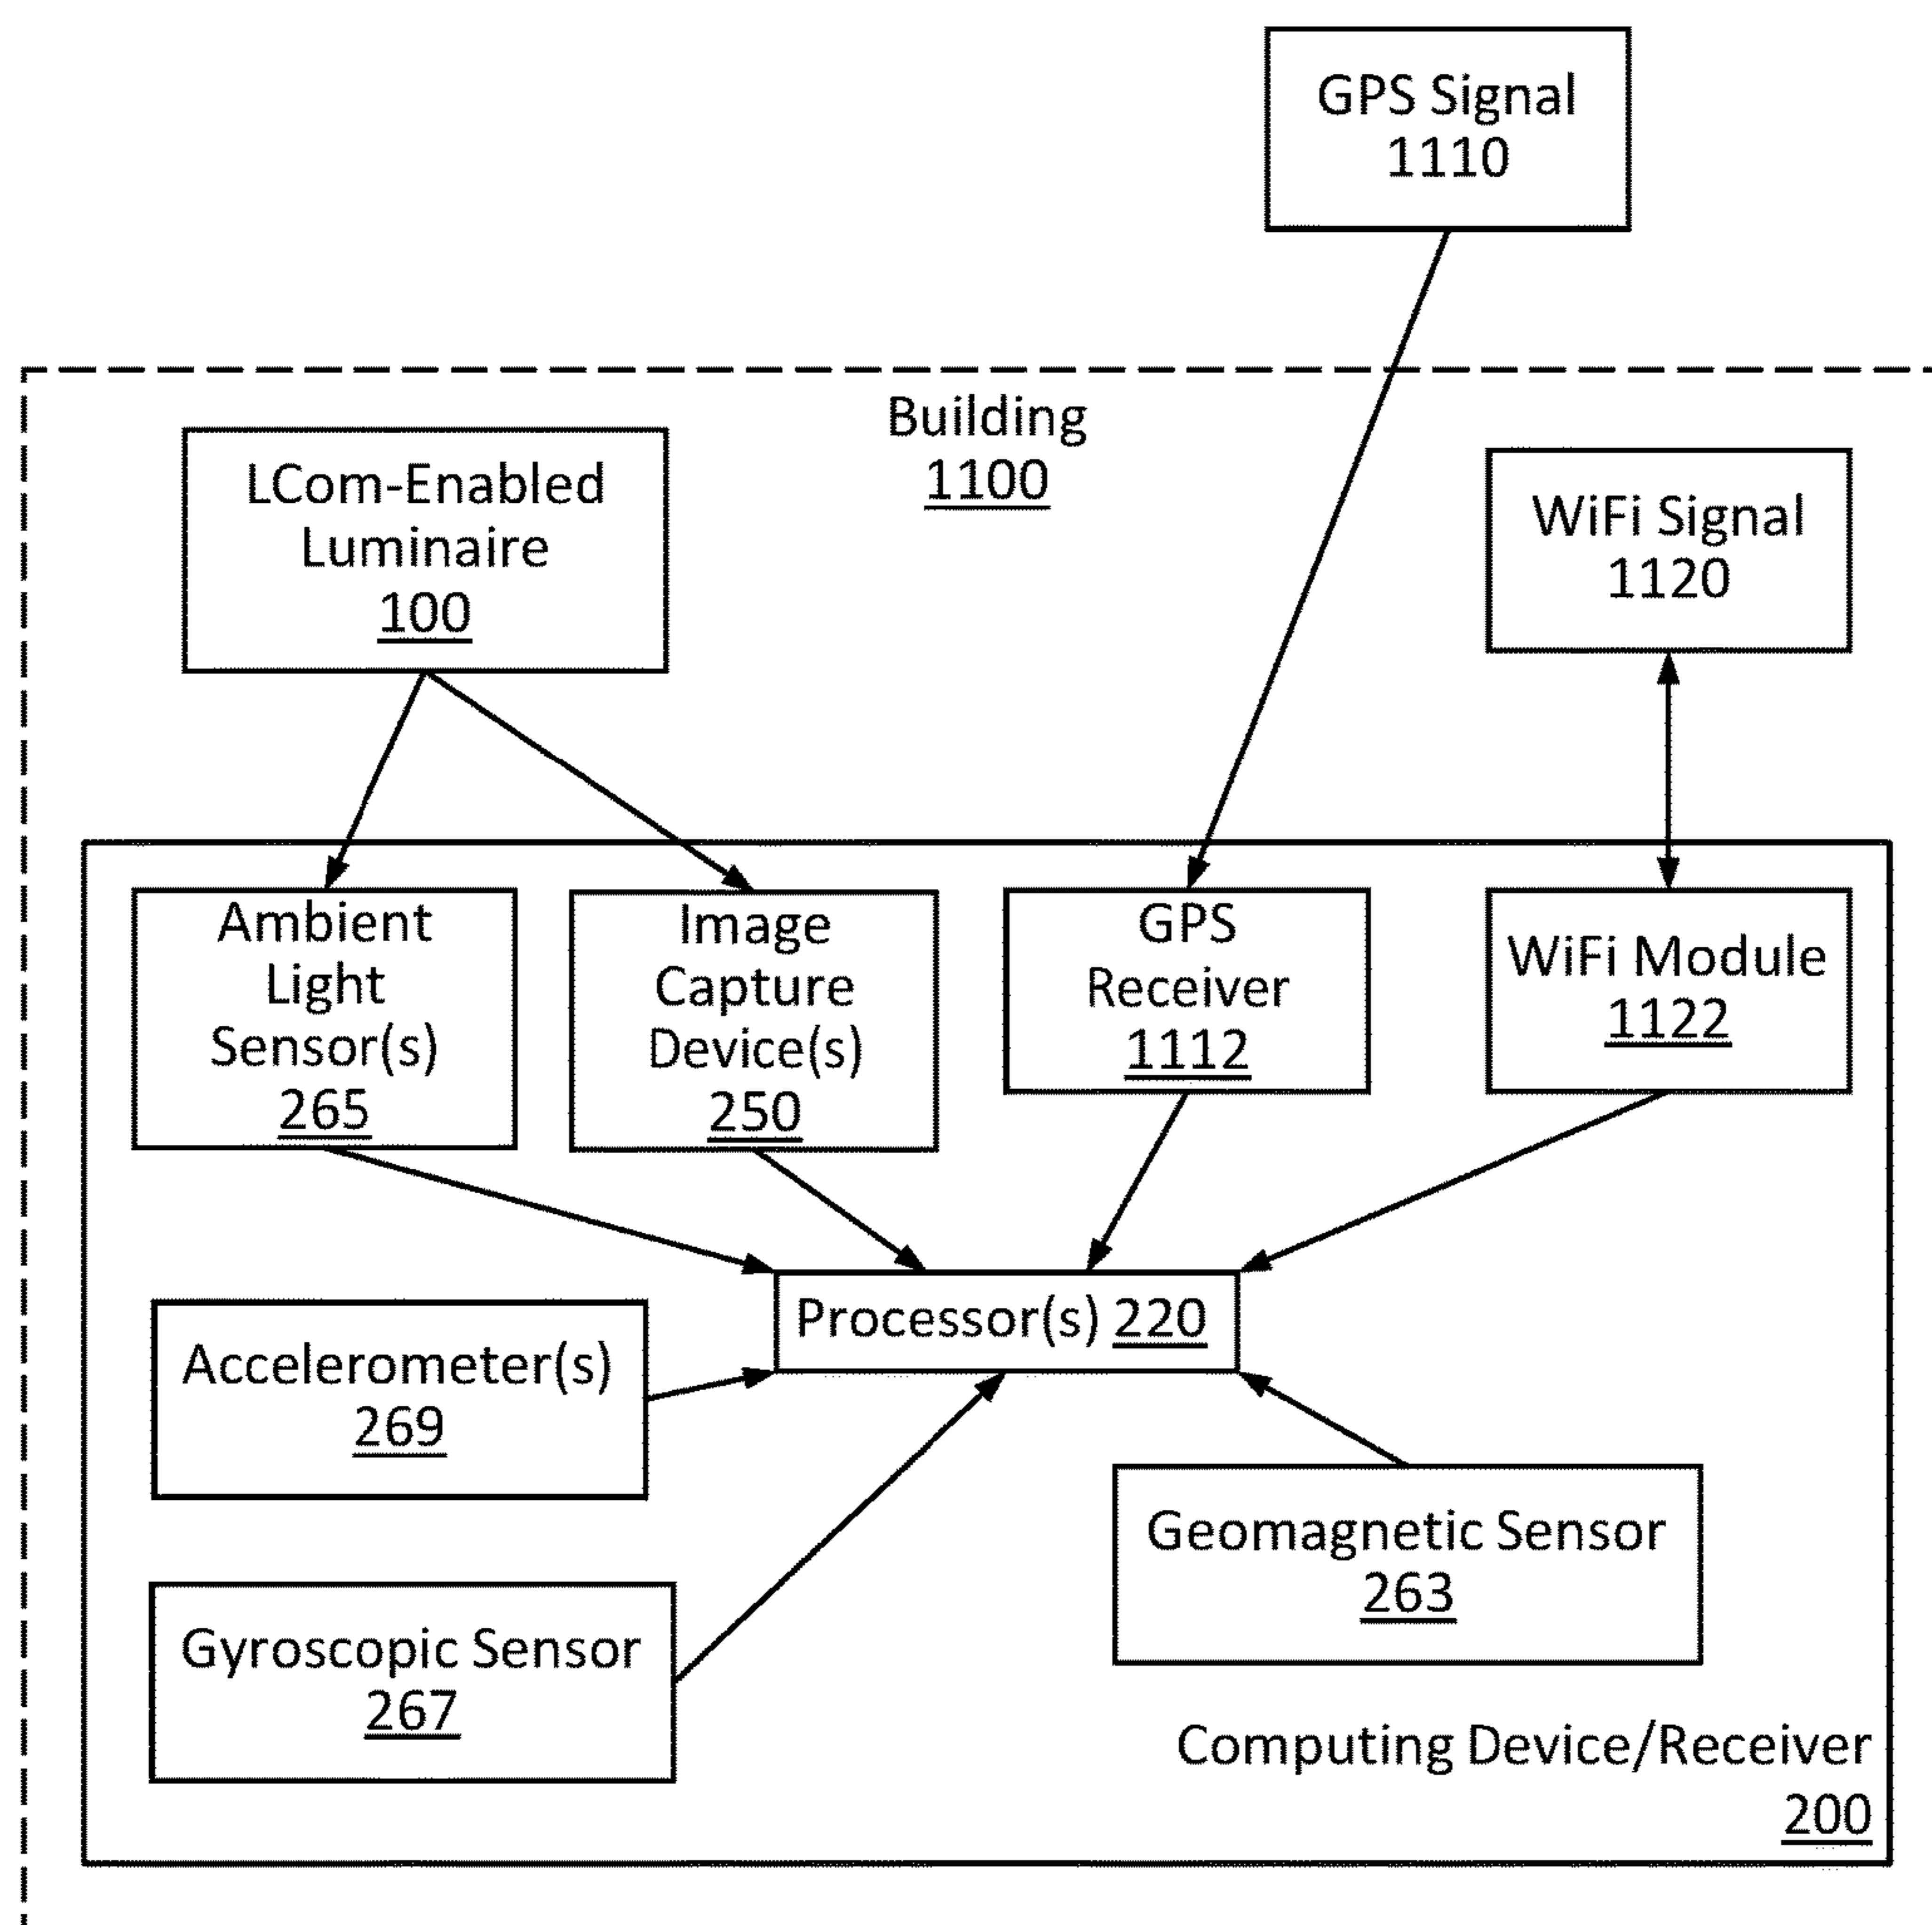 GPS Signal
1110
Building
1100
LCom-Enabled
Luminaire
100
WiFi Signal
1120
Ambient
Light
Sensor(s)
265
Image
Capture
Device(s)
250
GPS
Receiver
1112
WiFi Module
1122
Processor(s) 220
Accelerometer(s)
269
Geomagnetic Sensor
263
Gyroscopic Sensor
267
Computing Device/Receiver
200